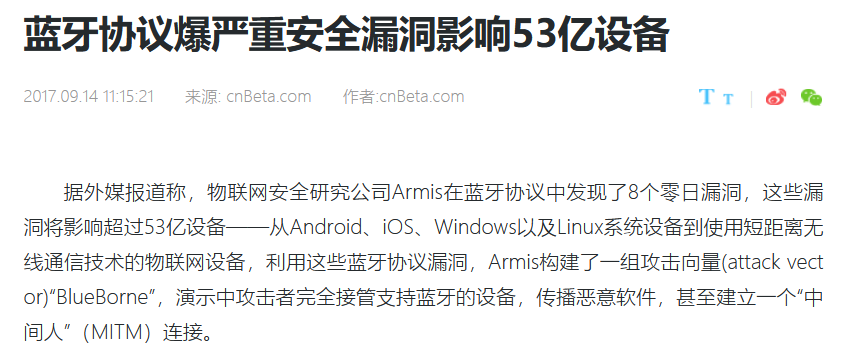 蓝牙协议爆严重安全漏洞影响53亿设备
2017.09.14 11:15:21 来源: cnBeta.com 作者:cnBeta.com T T
据外媒报道称，物联网安全研究公司Armis在蓝牙协议中发现了8个零日漏洞，这些漏
洞将影响超过53亿设备——从Android、iOS、Windows以及Linux系统设备到使用短距离无
线通信技术的物联网设备，利用这些蓝牙协议漏洞，Armis构建了一组攻击向量(attack vect
or)“BlueBorne”，演示中攻击者完全接管支持蓝牙的设备，传播恶意软件，甚至建立一个“中
间人”（MITM）连接。